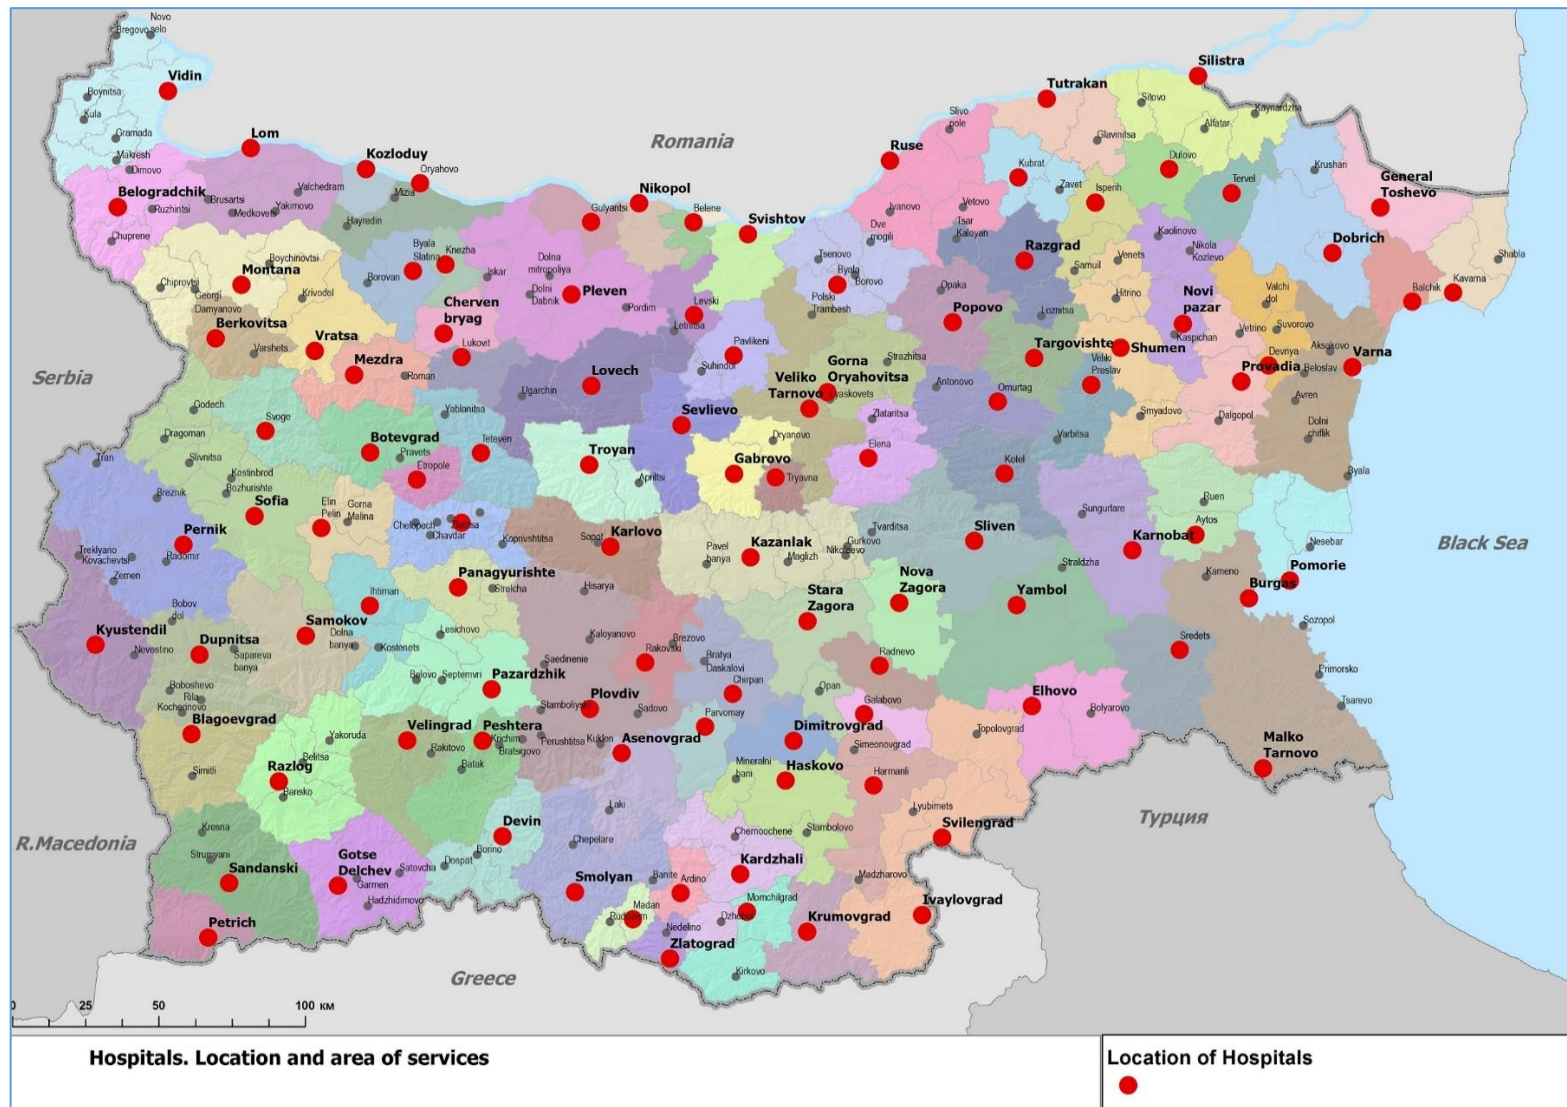 Novo
selo
Bregovo
Vidin
Boynitsa
Kula
Gramada
Makresh
Dimovo
Lom
Kozloduy
Oryahovo
Romania
Ruse
Slivo
pole
Tutrakan
Silistra
Sitovo
Kaynardzha
Alfatar
Glavinitsa
Belogradchik
Ruzhintsi
Chuprene
Brusartsi
Medkovets
Valchedram
Yakimovo
Mizia
Hayredin
Nikopol
Gulyantsi
Belene
Svishtov
Ivanovo
Vetovo
Dve
mogili
Tsar
Kaloyan
Kubrat
Zavet
Isperih
Dulovo
Tervel
Krushari
General
Toshevo
Montana
Boychinovtsi
Chiprovtsi
Georgi
Damyanovo
Krivodol
Borovan
Byala
Slatina
Knezha
Iskar
Dolna
mitropoliya
Dolni
Dabnik
Pleven
Pordim
Levski
Letnitsa
Tsenovo
Byala
Borovo
Polski
Trambesh
Razgrad
Opaka
Samuil
Loznitsa
Venets
Hitrino
Kaolinovo
Nikola
Kozlevo
Novi
pazar
Kaspichan
Valchi
dol
Vetrino
Suvorovo
Dobrich
Balchik
Kavarna
Shabla
Berkovitsa
Varshets
Vratsa
Mezdra
Roman
Cherven
bryag
Lukovit
Lovech
Ugarchin
Pavlikeni
Suhindol
Popovo
Targovishte
Shumen
Veliki
Preslav
Devnya
Provadia
Aksakovo
Beloslav
Varna
Avren
Dolni
chiflik
Serbia
Godech
Svoge
Dragoman
Slivnitsa
Kostinbrod
Bozhurishte
Yablanitsa
Botevgrad
Pravets
Teteven
Etropole
Troyan
Apriltsi
Sevlievo
Veliko
Tarnovo
Gorna
Oryahovitsa
Lyaskovets
Strazhitsa
Zlataritsa
Dryanovo
Gabrovo
Tryavna
Elena
Antonovo
Omurtag
Varbitsa
Kotel
Smyadovo
Dalgopol
Byala
Tran
Breznik
Sofia
Elin
Pelin
Gorna
Malina
Chelopech
Chavdar
Koprivshtitsa
Sopot
Karlovo
Pavel
banya
Kazanlak
Maglizh
Gurkovo
Nikolaevo
Tvarditsa
Sliven
Sungurlare
Karnobat
Ruen
Aytos
Nesebar
Pomorie
Black Sea
Pernik
Treklyano
Kovachevtsi
Radomir
Zemen
Bobov
dol
Kyustendil
Nevestino
Dupnitsa
Sapareva
banya
Samokov
Dolna
banya
Ihtiman
Kostenets
Panagyurishte
Strelcha
Lesichovo
Hisarya
Kaloyanovo
Rakovski
Brezovo
Saedinenie
Bratya
Daskalovi
Chirpan
Stara
Zagora
Nova
Zagora
Radnevo
Opan
Galabovo
Yambol
Straldzha
Kameno
Burgas
Sozopol
Sredets
Primorsko
Tsarevo
Boboshevo
Rila
Kocherinovo
Blagoevgrad
Simitli
Belovo
Septemvri
Pazardzhik
Stamboliyski
Plovdiv
Sadovo
Parvomay
Velingrad
Rakitovo
Peshtera
Krichim
Bratsigovo
Batak
Perushtitsa
Kuklen
Asenovgrad
Dimitrovgrad
Simeonovgrad
Mineralni
bani
Haskovo
Harmanli
Topolovgrad
Elhovo
Bolyarovo
Malko
Tarnovo
Yakoruda
Belitsa
Razlog
Bansko
Kresna
Strumyani
R.Macedonia
Sandanski
Petrich
Gotse
Delchev
Garmen
Satovcha
Hadzhidimovo
Dospat
Borino
Devin
Laki
Chepelare
Smolyan
Banite
Ardino
Madan
Rudozem
Nedelino
Zlatograd
Chernoochene
Kardzhali
Momchilgrad
Dzhebel
Kirkovo
Krumovgrad
Stambolovo
Madzharovo
Lyubimets
Svilengrad
Ivaylovgrad
Турция
Greece
0 25 50 100 км
Hospitals. Location and area of services
Location of Hospitals